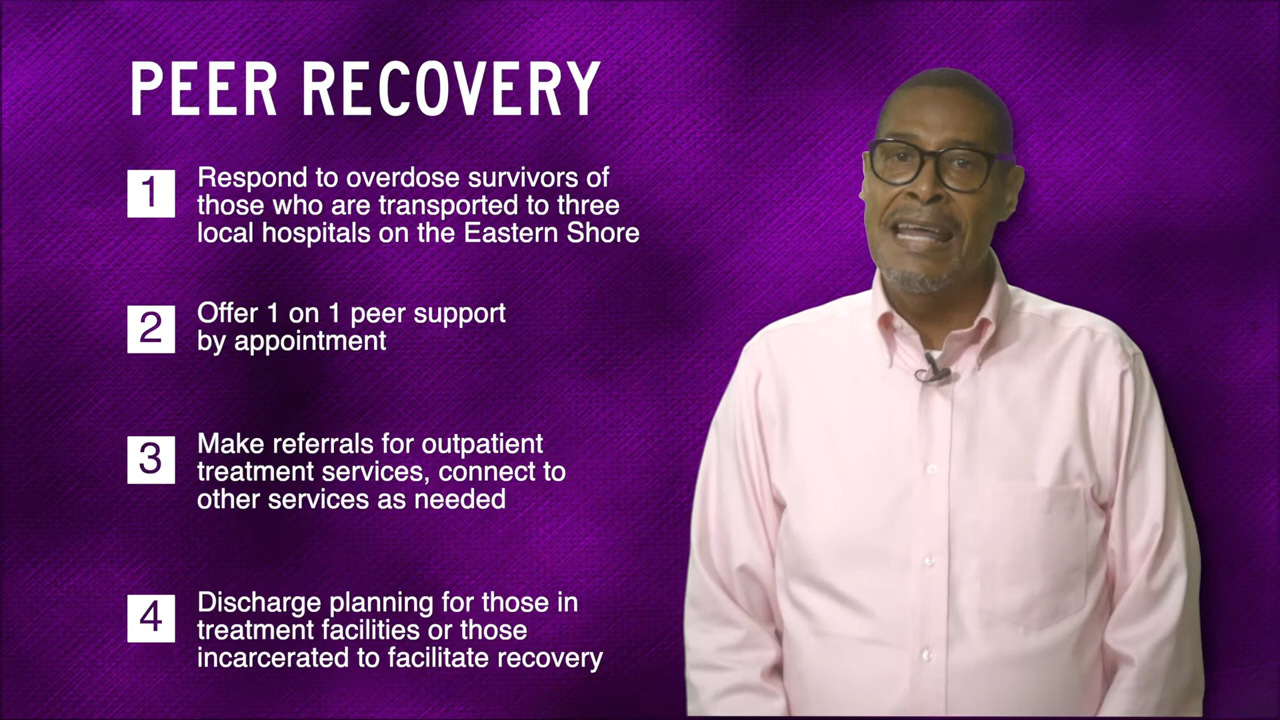 PEER RECOVERY
1
Respond to overdose survivors of
those who are transported to three
local hospitals on the Eastern Shore
2
Offer 1 on 1 peer support
by appointment
3
Make referrals for outpatient
treatment services, connect to
other services as needed
4
Discharge planning for those in
treatment facilities or those
incarcerated to facilitate recovery